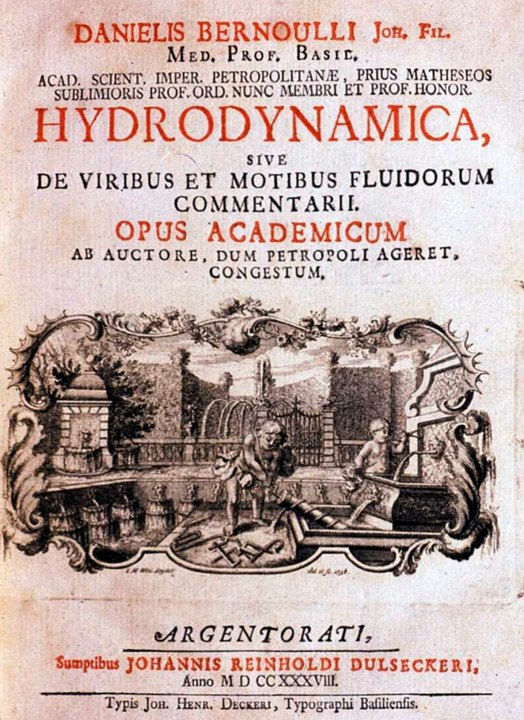 DANIELIS BERNOULLI JOH. FIL.
MED. PROF. BASIL.
ACAD. SCIENT. IMPER. PETROPOLITANÆ, PRIUS MATHESEOS
SUBLIMIORIS PROF. ORD. NUNC MEMBRI ET PROF. HONOR.
HYDRODYNAMICA,
SIVE
DE VIRIBUS ET MOTIBUS FLUIDORUM
COMMENTARII.
OPUS ACADEMICUM
AB AUCTORE, DUM PETROPOLI AGERET,
CONGESTUM.
ARGENTORATI,
Sumptibus JOHANNIS REINHOLDI DULSECKERI,
Anno M D CC XXXVIII.
Typis JOH. HENR. DECKERI, Typographi Basiliensis.